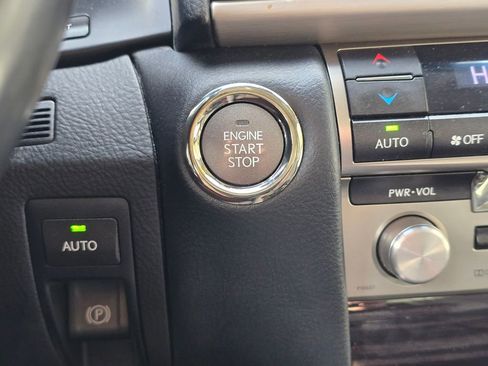 ENGINE
START
STOP
AUTO
OFF
PWR·VOL
AUTO
P